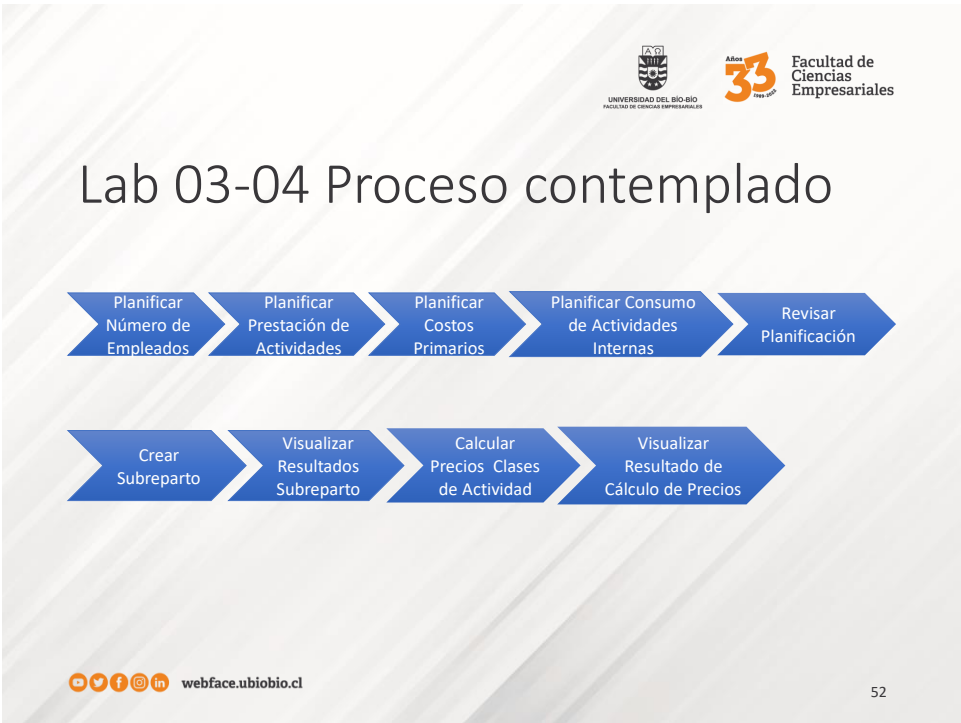 UNIVERSIDAD DEL BÍO-BÍO
FACULTAD DE CIENCIAS EMPRESARIALES
Años
33
1989-2022
Facultad de
Ciencias
Empresariales
Lab 03-04 Proceso contemplado
Planificar
Número de
Empleados
Planificar
Prestación de
Actividades
Planificar
Costos
Primarios
Planificar Consumo
de Actividades
Internas
Revisar
Planificación
Crear
Subreparto
Visualizar
Resultados
Subreparto
Calcular
Precios Clases
de Actividad
Visualizar
Resultado de
Cálculo de Precios
webface.ubiobio.cl
52